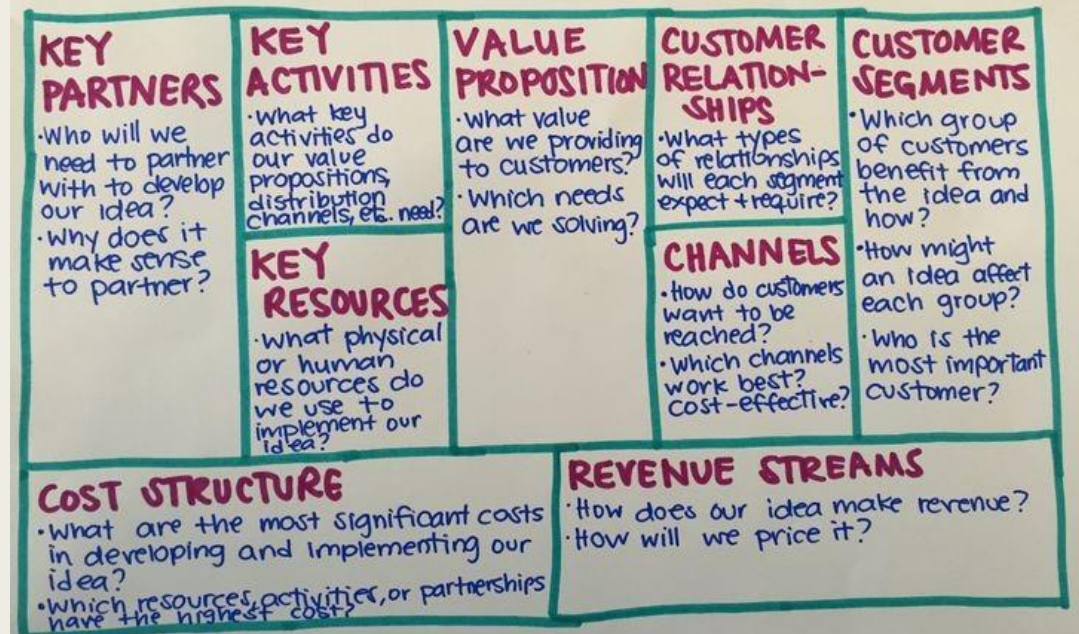 KEY
PARTNERS
•Who will we
need to partner
with to develop
our idea?
•Why does it
make sense
to partner?
KEY
ACTIVITIES
•What key
activities do
our value
propositions,
distribution
channels, etc. need?
KEY
RESOURCES
•What physical
or human
resources do
we use to
implement our
idea?
VALUE
PROPOSITION
•What value
are we providing
to customers?
•Which needs
are we solving?
CUSTOMER
RELATION-
SHIPS
•What types
of relationships
will each segment
expect + require?
CHANNELS
•How do customers
want to be
reached?
•Which channels
work best?
cost-effective?
CUSTOMER
SEGMENTS
•Which group
of customers
benefit from
the idea and
how?
•How might
an idea affect
each group?
•Who is the
most important
customer?
COST STRUCTURE
•What are the most significant costs
in developing and implementing our
idea?
•Which resources, activities, or partnerships
have the highest cost?
REVENUE STREAMS
•How does our idea make revenue?
•How will we price it?